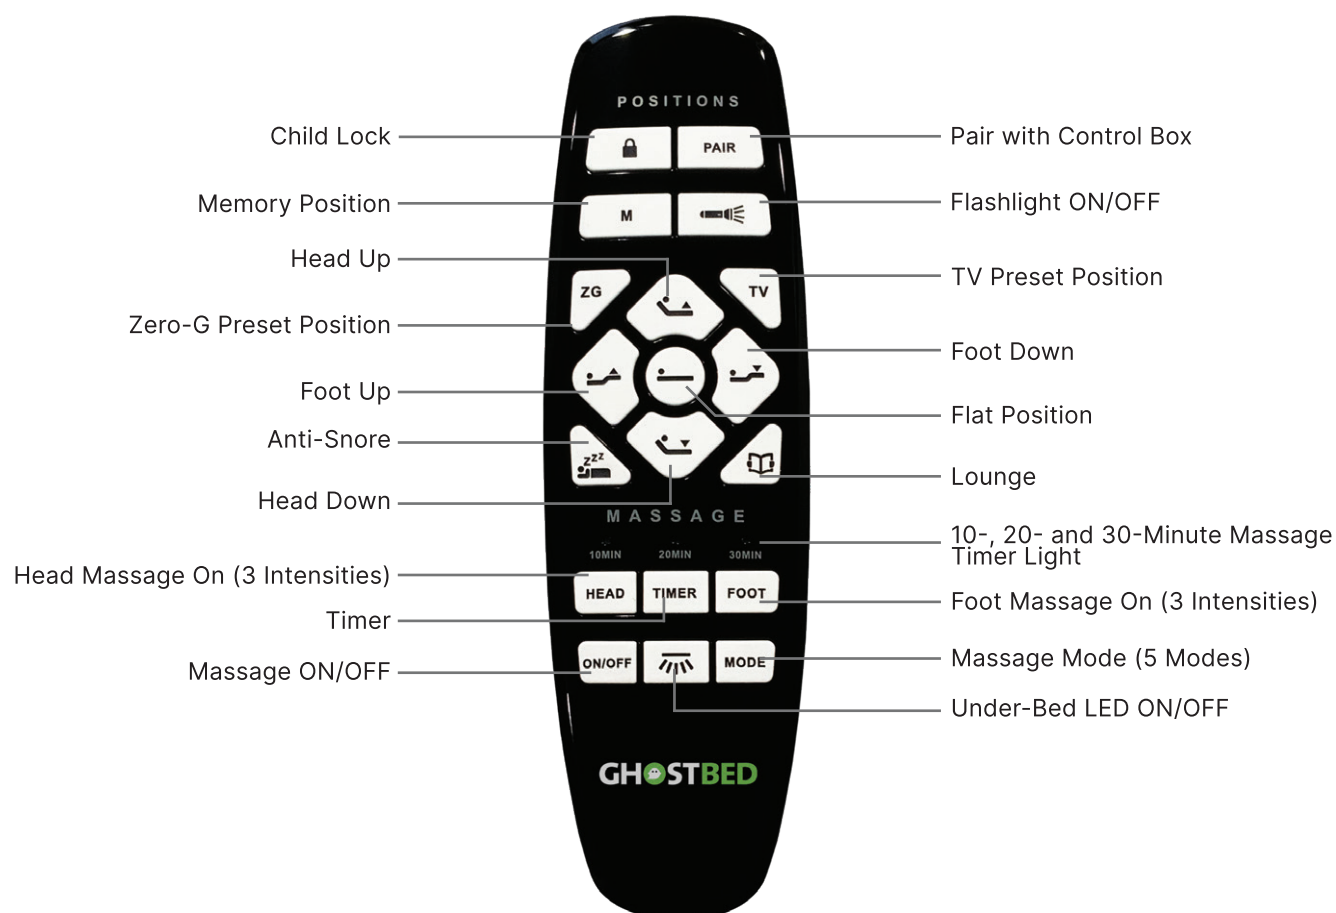 POSITIONS
Child Lock
PAIR
Pair with Control Box
Memory Position
M
Flashlight ON/OFF
Head Up
ZG
TV
TV Preset Position
Zero-G Preset Position
Foot Down
Foot Up
Flat Position
Anti-Snore
zzz
Lounge
Head Down
MASSAGE
10MIN 20MIN 30MIN
10-, 20- and 30-Minute Massage
Timer Light
Head Massage On (3 Intensities)
HEAD TIMER FOOT
Foot Massage On (3 Intensities)
Timer
Massage ON/OFF
ON/OFF
MODE
Massage Mode (5 Modes)
Under-Bed LED ON/OFF
GHOSTBED